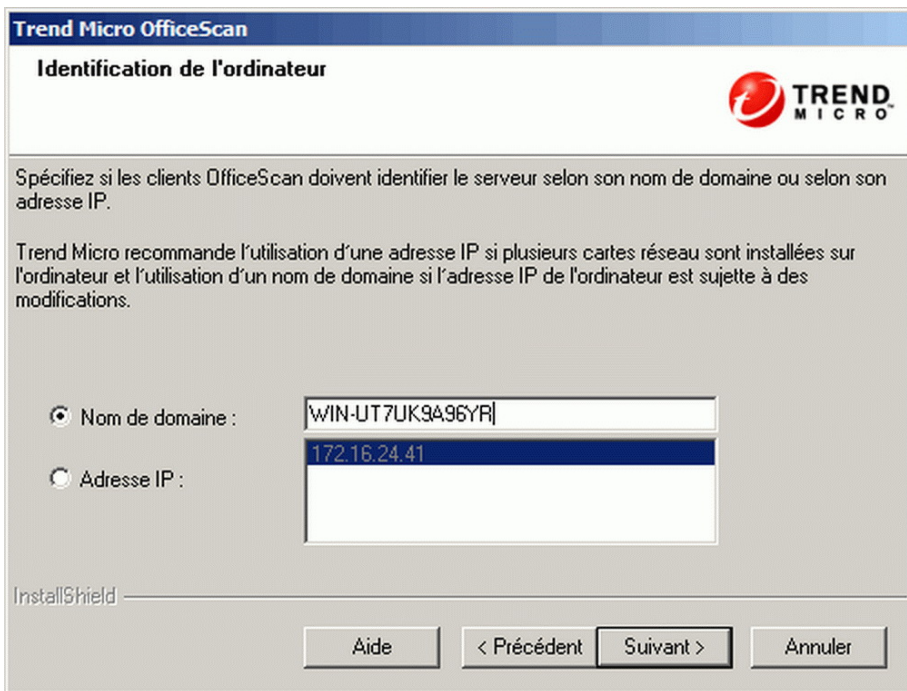 Trend Micro OfficeScan
Identification de l'ordinateur
TREND
MICRO
Spécifiez si les clients OfficeScan doivent identifier le serveur selon son nom de domaine ou selon son
adresse IP.
Trend Micro recommande l'utilisation d'une adresse IP si plusieurs cartes réseau sont installées sur
l'ordinateur et l'utilisation d'un nom de domaine si l'adresse IP de l'ordinateur est sujette à des
modifications.
Nom de domaine : WIN-UT7UK9A96YR
172.16.24.41
Adresse IP :
InstallShield
Aide < Précédent Suivant > Annuler